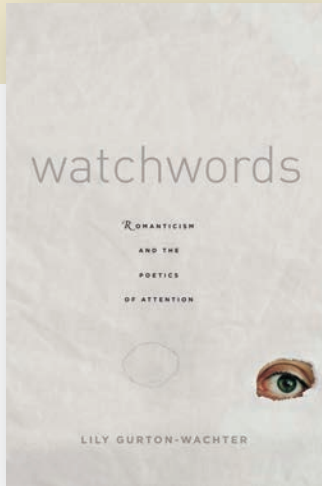 watchwords
ROMANTICISM
AND THE
POETICS
OF ATTENTION
LILY GURTON-WACHTER